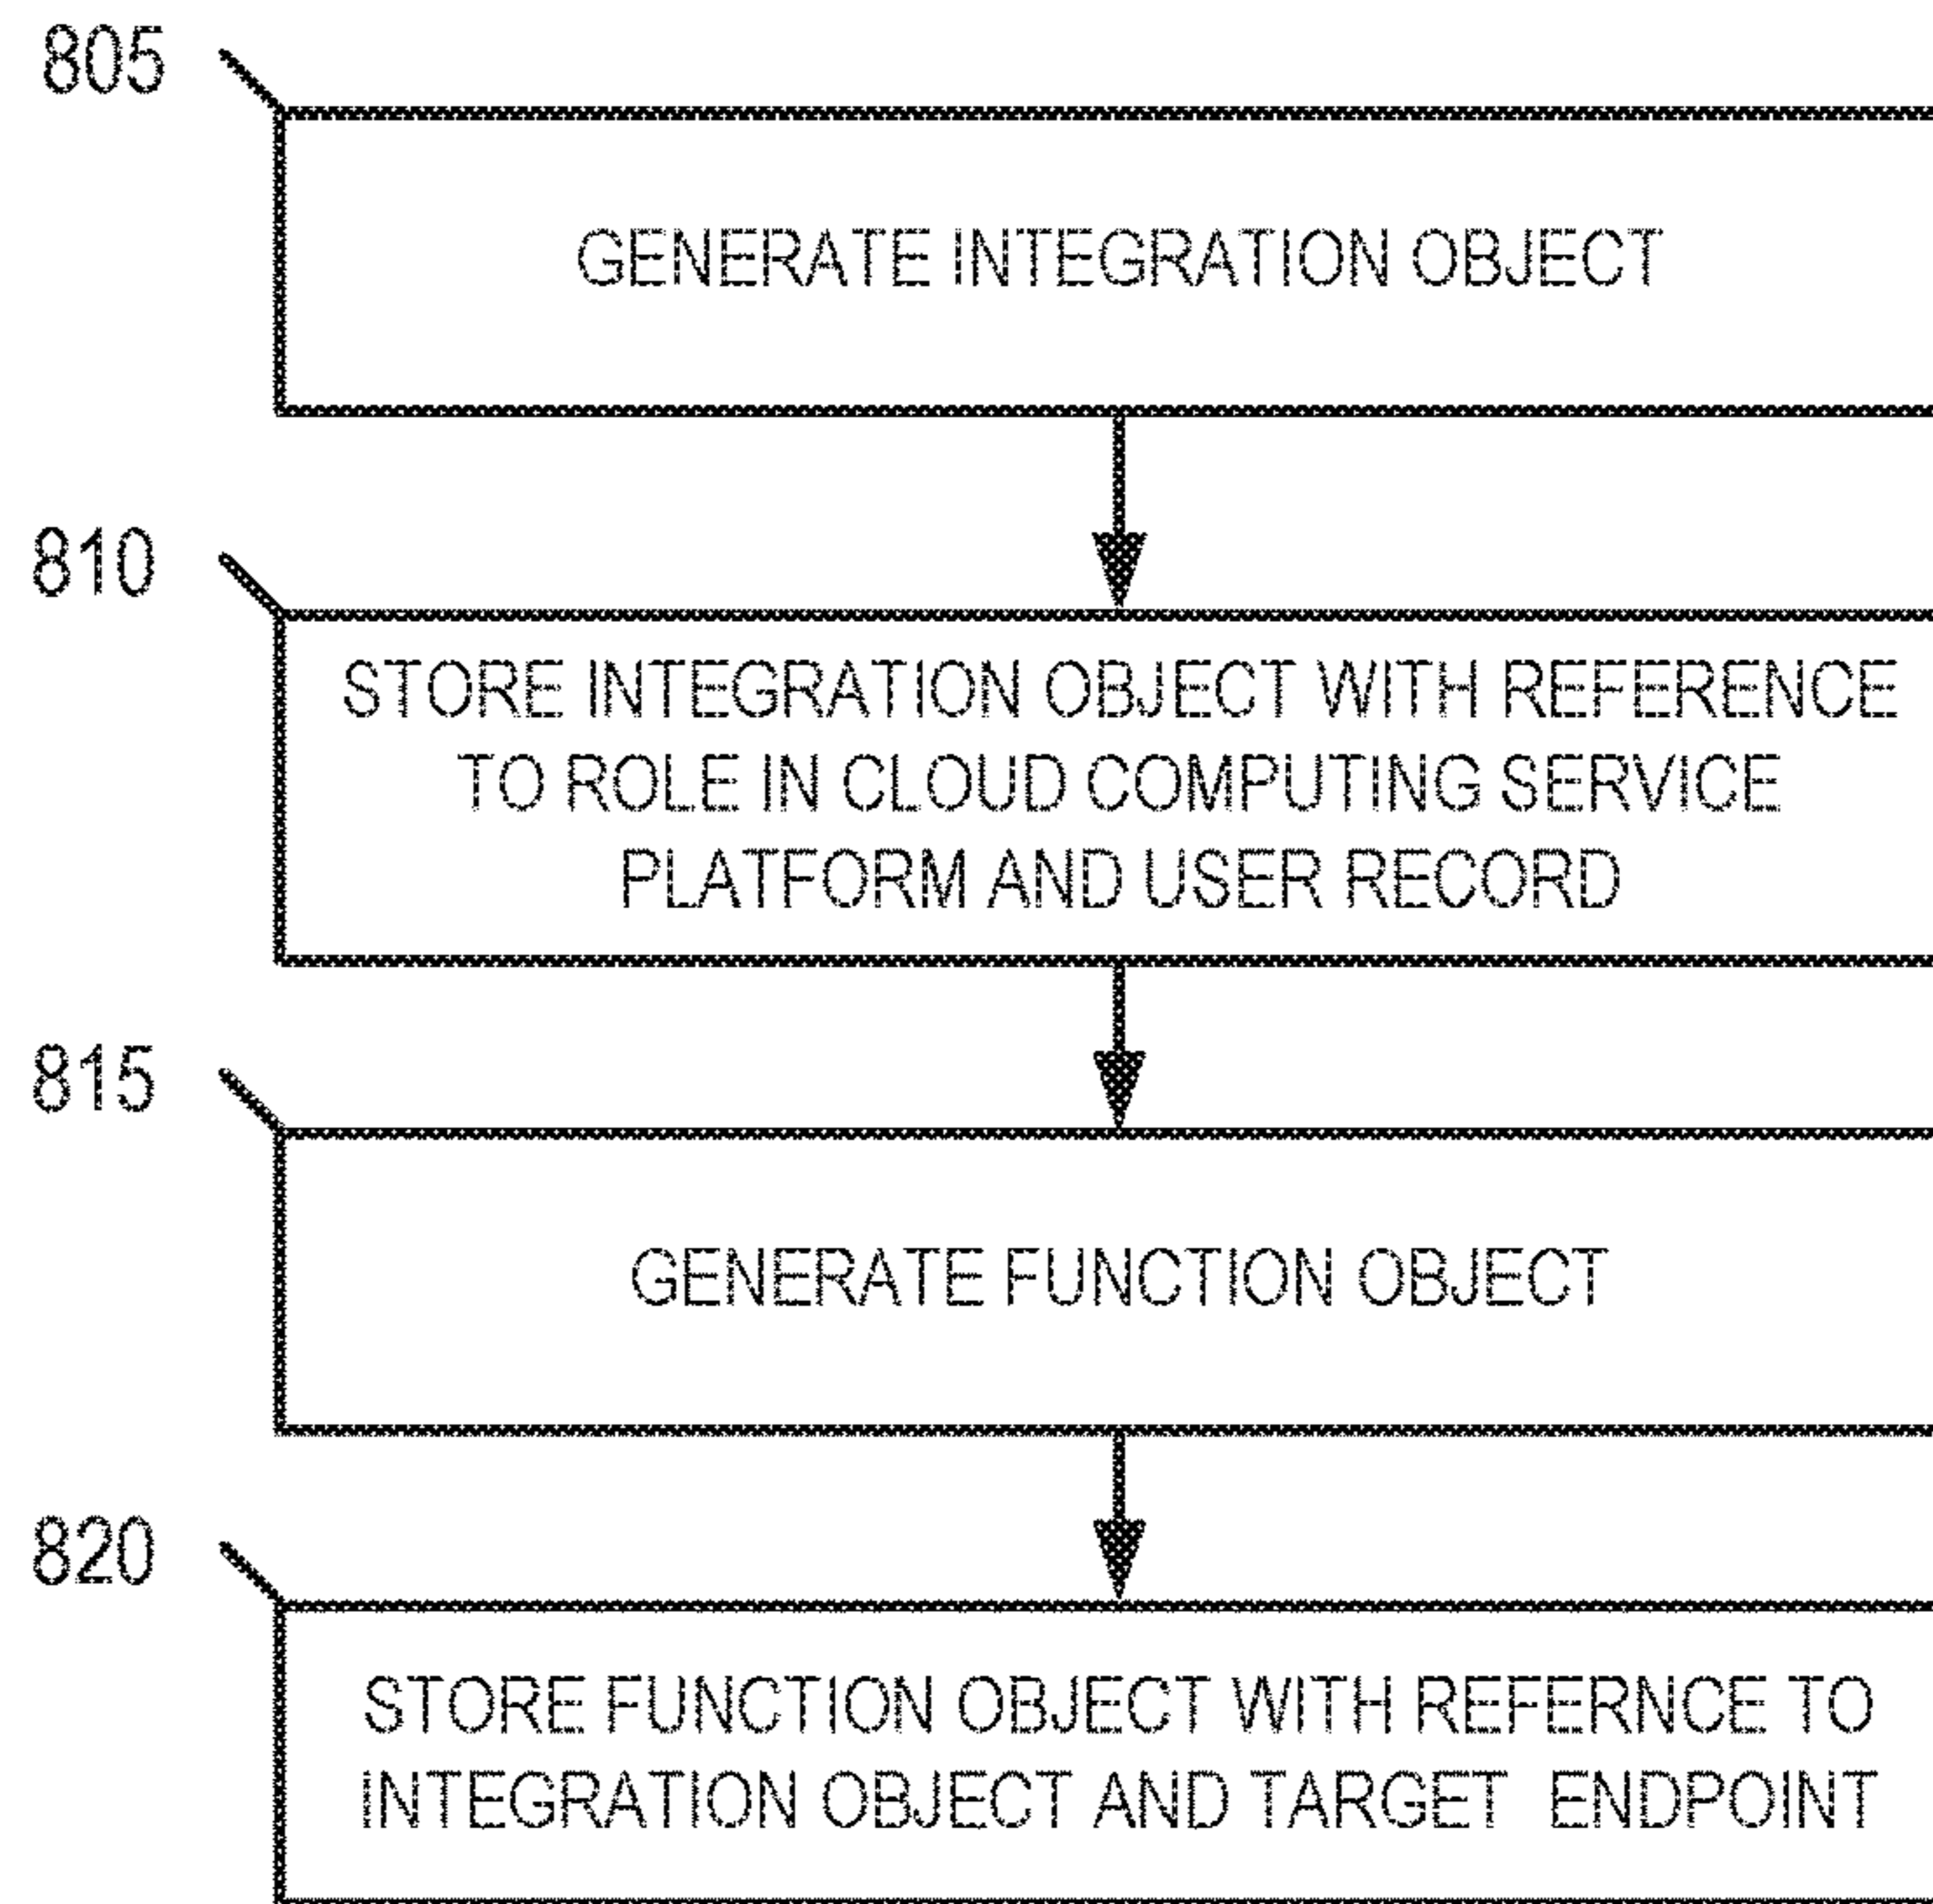 805
GENERATE INTEGRATION OBJECT
810
STORE INTEGRATION OBJECT WITH REFERENCE
TO ROLE IN CLOUD COMPUTING SERVICE
PLATFORM AND USER RECORD
815
GENERATE FUNCTION OBJECT
820
STORE FUNCTION OBJECT WITH REFERNCE TO
INTEGRATION OBJECT AND TARGET ENDPOINT